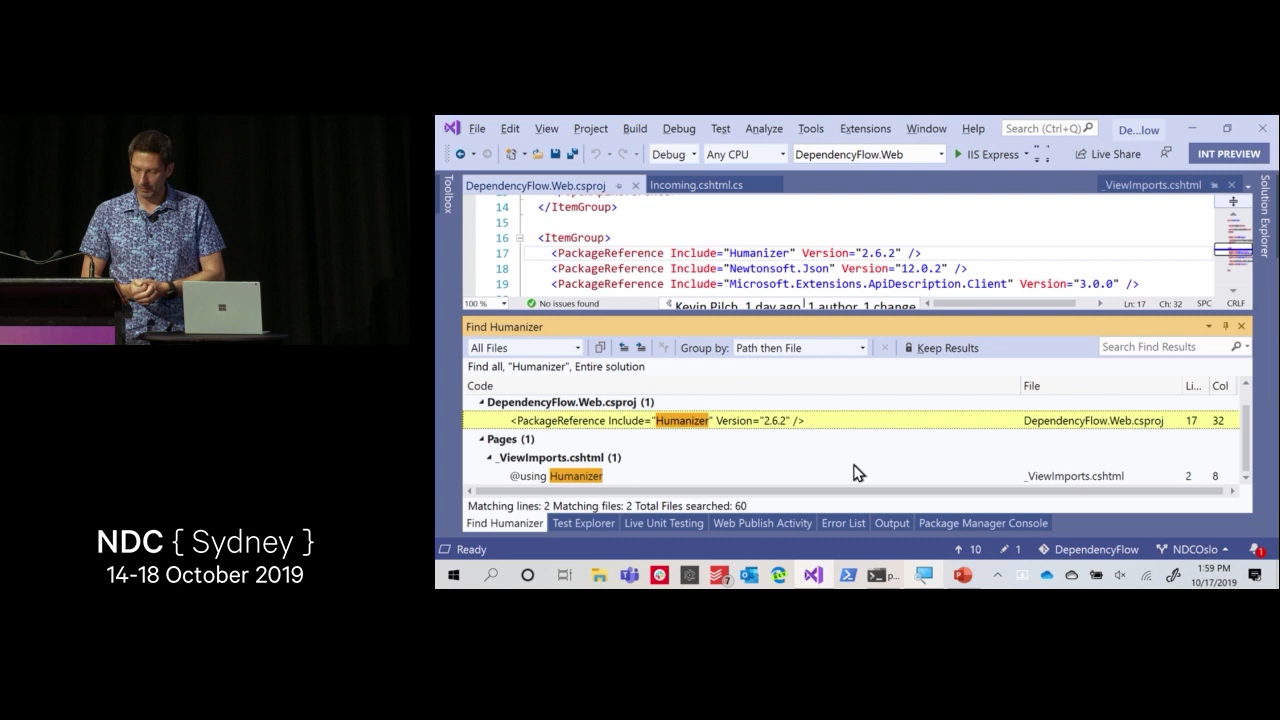 File Edit View Project Build Debug Test Analyze Tools Extensions Window Help Search (Ctrl+Q) De...low
Debug Any CPU DependencyFlow.Web IIS Express Live Share INT PREVIEW
Toolbox
DependencyFlow.Web.csproj Incoming.cshtml.cs _ViewImports.cshtml
Solution Explorer
14 </ItemGroup>
15
16 <ItemGroup>
17 <PackageReference Include="Humanizer" Version="2.6.2" />
18 <PackageReference Include="Newtonsoft.Json" Version="12.0.2" />
19 <PackageReference Include="Microsoft.Extensions.ApiDescription.Client" Version="3.0.0" />
100 % No issues found Kevin Pilch, 1 day ago | 1 author, 1 change Ln: 17 Ch: 32 SPC CRLF
Find Humanizer
All Files Group by: Path then File Keep Results Search Find Results
Find all, "Humanizer", Entire solution
Code File Li... Col
DependencyFlow.Web.csproj (1)
<PackageReference Include="Humanizer" Version="2.6.2" /> DependencyFlow.Web.csproj 17 32
Pages (1)
_ViewImports.cshtml (1)
@using Humanizer _ViewImports.cshtml 2 8
Matching lines: 2 Matching files: 2 Total Files searched: 60
Find Humanizer Test Explorer Live Unit Testing Web Publish Activity Error List Output Package Manager Console
Ready 10 1 DependencyFlow NDCOslo 1
7 p... 1:59 PM
10/17/2019
NDC { Sydney }
14-18 October 2019